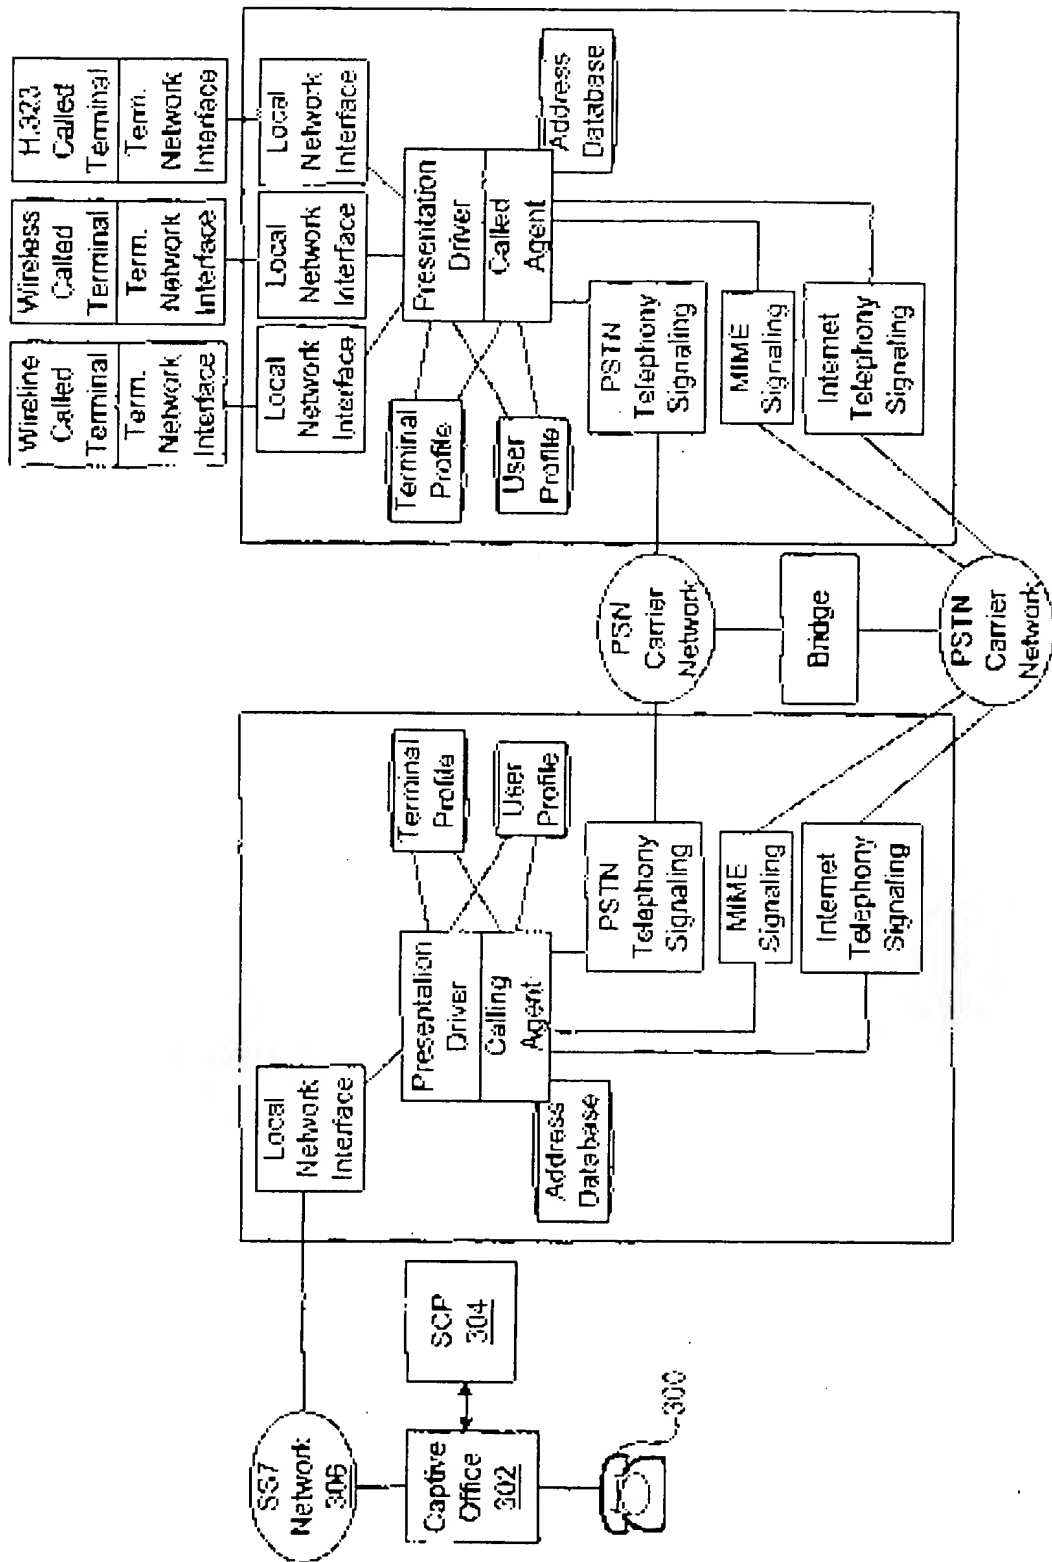 SS7
Network
306
Captive
Office
302
SCP
304
300
Local
Network
Interface
Presentation
Driver
Calling
Agent
Address
Database
Terminal
Profile
User
Profile
PSTN
Telephony
Signaling
MIME
Signaling
Internet
Telephony
Signaling
PSN
Carrier
Network
Bridge
PSTN
Carrier
Network
Wireline
Called
Terminal
Term.
Network
Interface
Wireless
Called
Terminal
Term.
Network
Interface
H.323
Called
Terminal
Term.
Network
Interface
Local
Network
Interface
Local
Network
Interface
Local
Network
Interface
Terminal
Profile
User
Profile
Presentation
Driver
Called
Agent
Address
Database
PSTN
Telephony
Signaling
MIME
Signaling
Internet
Telephony
Signaling